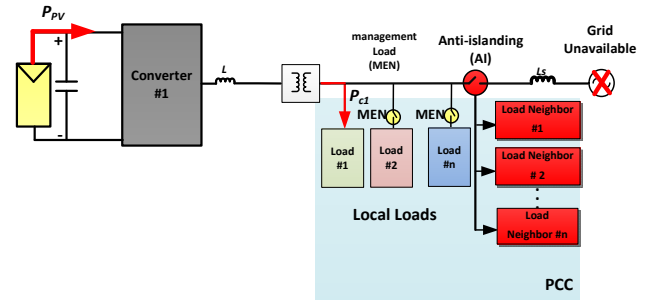 P_PV
+
-
Converter
#1
L
management
Load
(MEN)
Anti-islanding
(AI)
Ls
Grid
Unavailable
P_c1
MEN
MEN
Load
#1
Load
#2
Load
#n
Load Neighbor
#1
Load Neighbor
# 2
Load
Neighbor #n
Local Loads
PCC